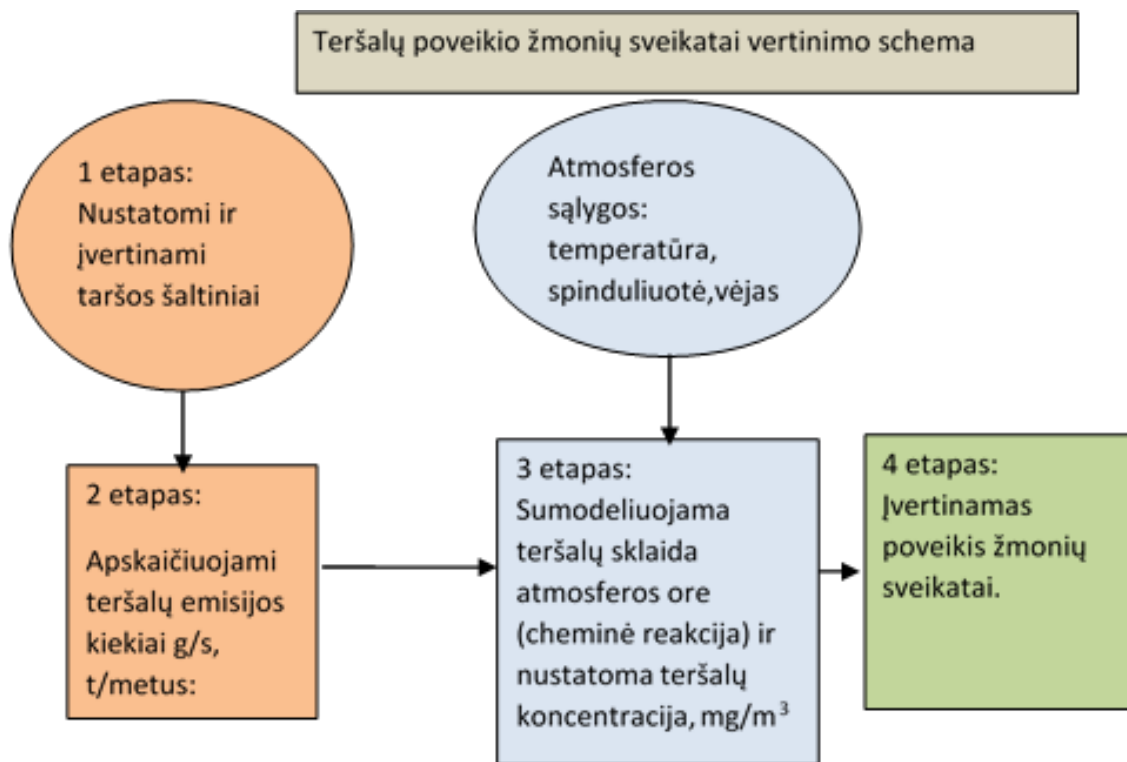 Teršalų poveikio žmonių sveikatai vertinimo schema
1 etapas:
Nustatomi ir
įvertinami
taršos šaltiniai
Atmosferos
sąlygos:
temperatūra,
spinduliuotė,vėjas
2 etapas:
Apskaičiuojami
teršalų emisijos
kiekiai g/s,
t/metus:
3 etapas:
Sumodeliuojama
teršalų sklaida
atmosferos ore
(cheminė reakcija) ir
nustatoma teršalų
koncentracija, mg/m³
4 etapas:
Įvertinamas
poveikis žmonių
sveikatai.